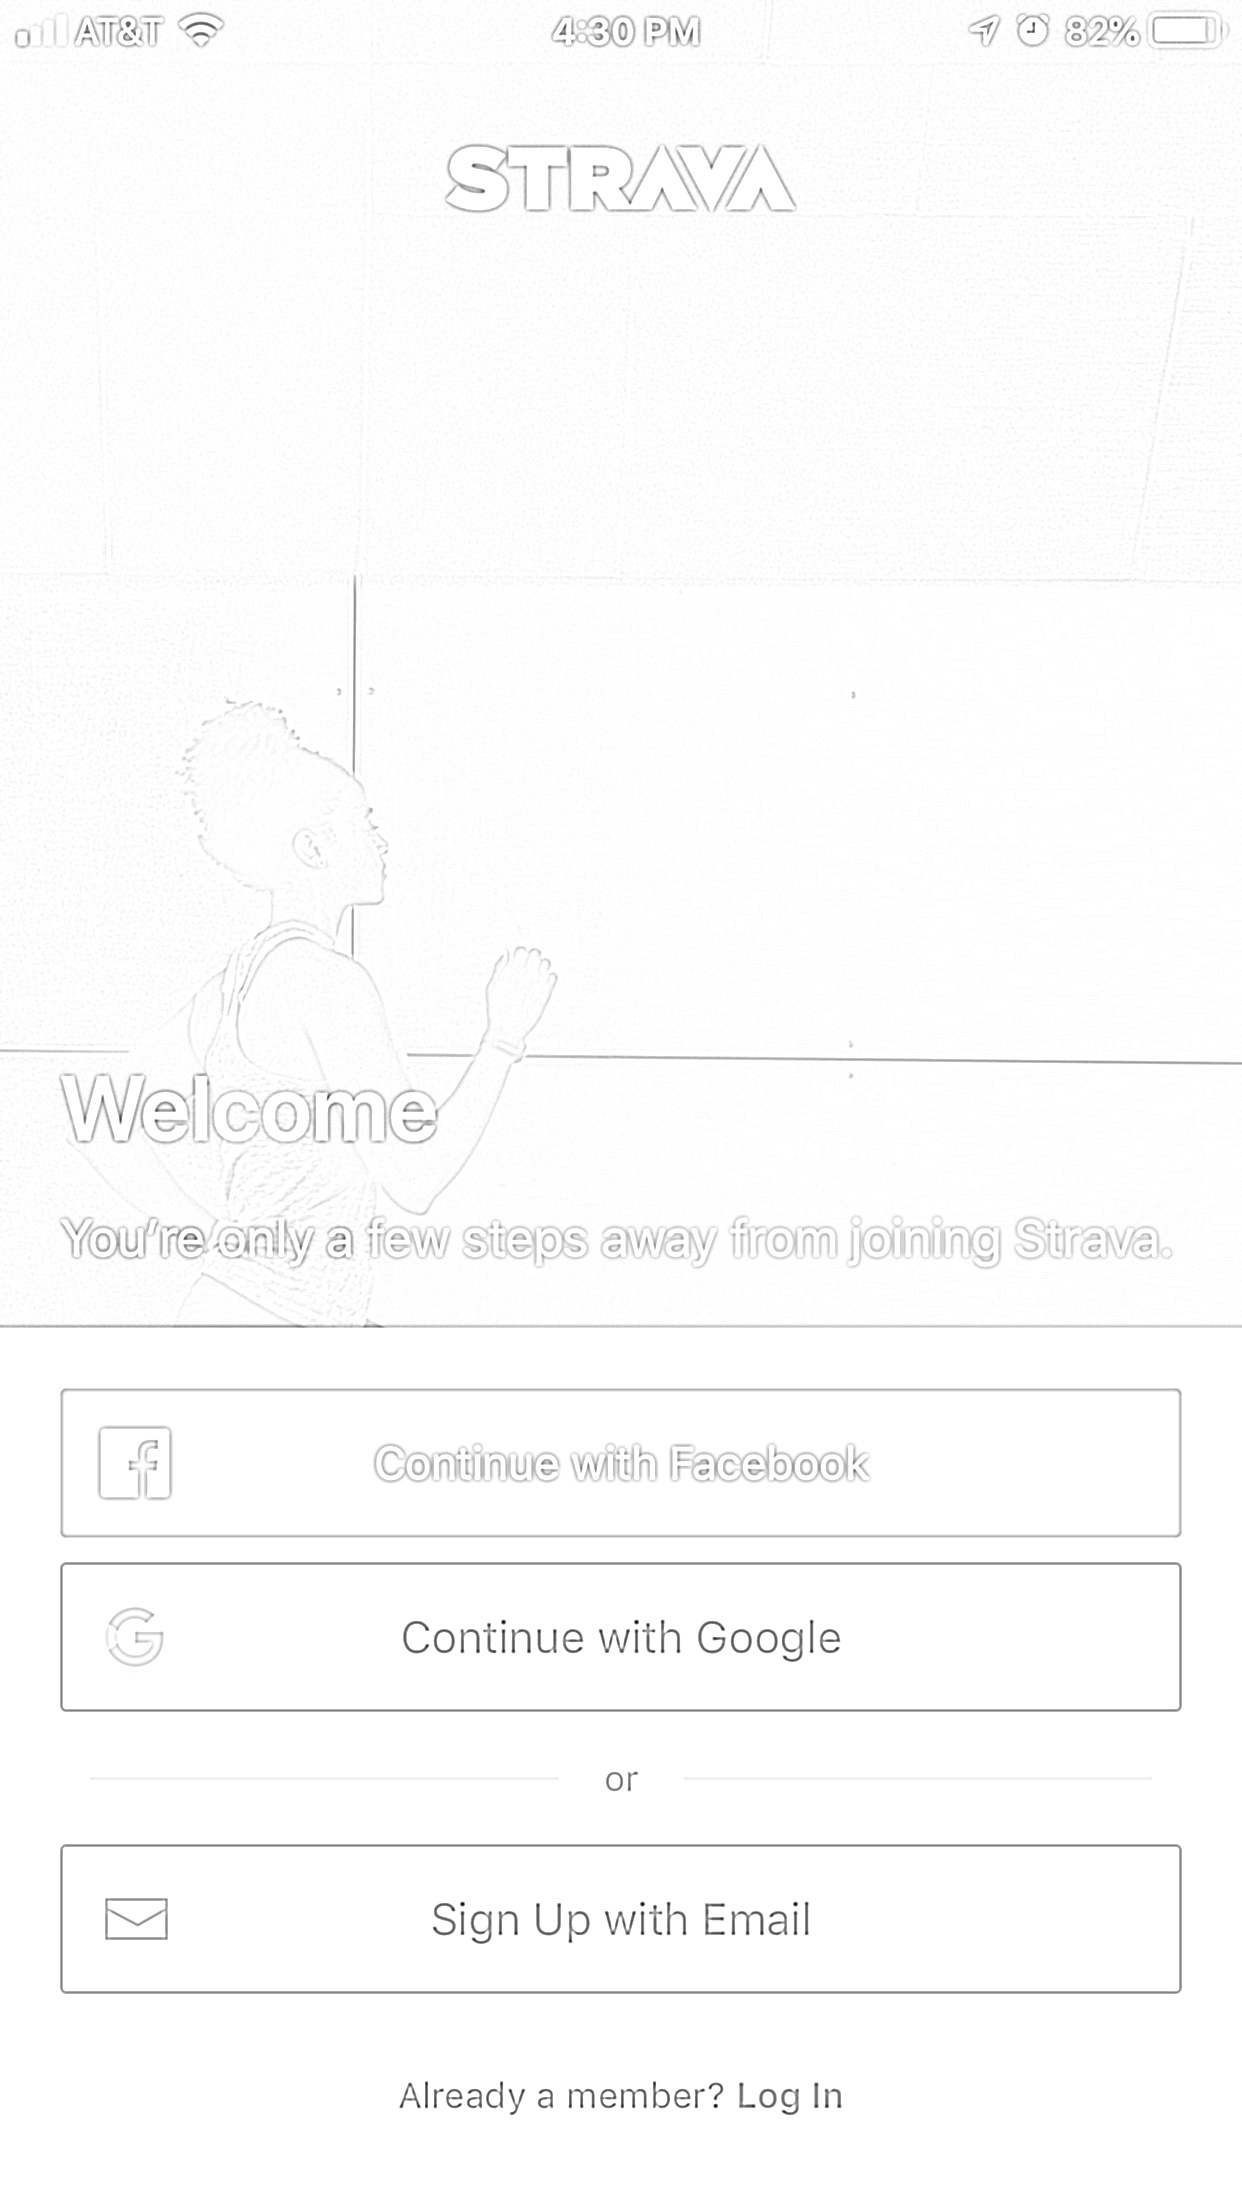 AT&T 4:30 PM 82%
STRAVA
Welcome
You're only a few steps away from joining Strava.
Continue with Facebook
Continue with Google
or
Sign Up with Email
Already a member? Log In